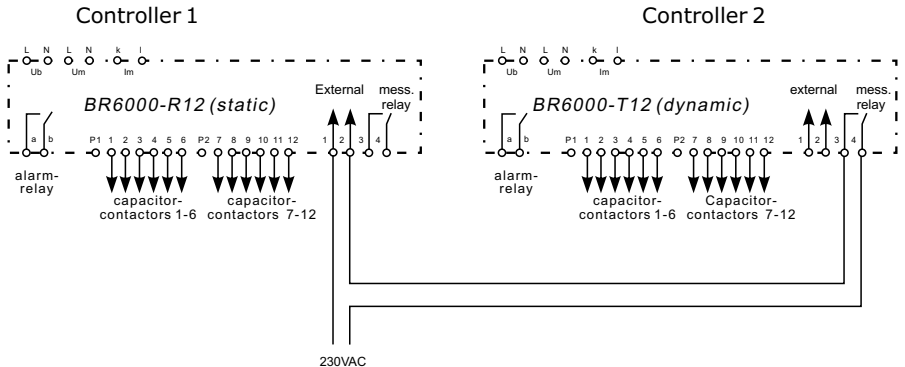 Controller 1
Controller 2
L N L N k l
Ub Um Im
BR6000-R12 (static)
External
mess.
relay
a b
P1 1 2 3 4 5 6 P2 7 8 9 10 11 12
1 2 3 4
alarm-
relay
capacitor-
contactors 1-6
capacitor-
contactors 7-12
L N L N k l
Ub Um Im
BR6000-T12 (dynamic)
external
mess.
relay
a b
P1 1 2 3 4 5 6 P2 7 8 9 10 11 12
1 2 3 4
alarm-
relay
capacitor-
contactors 1-6
Capacitor-
contactors 7-12
230VAC